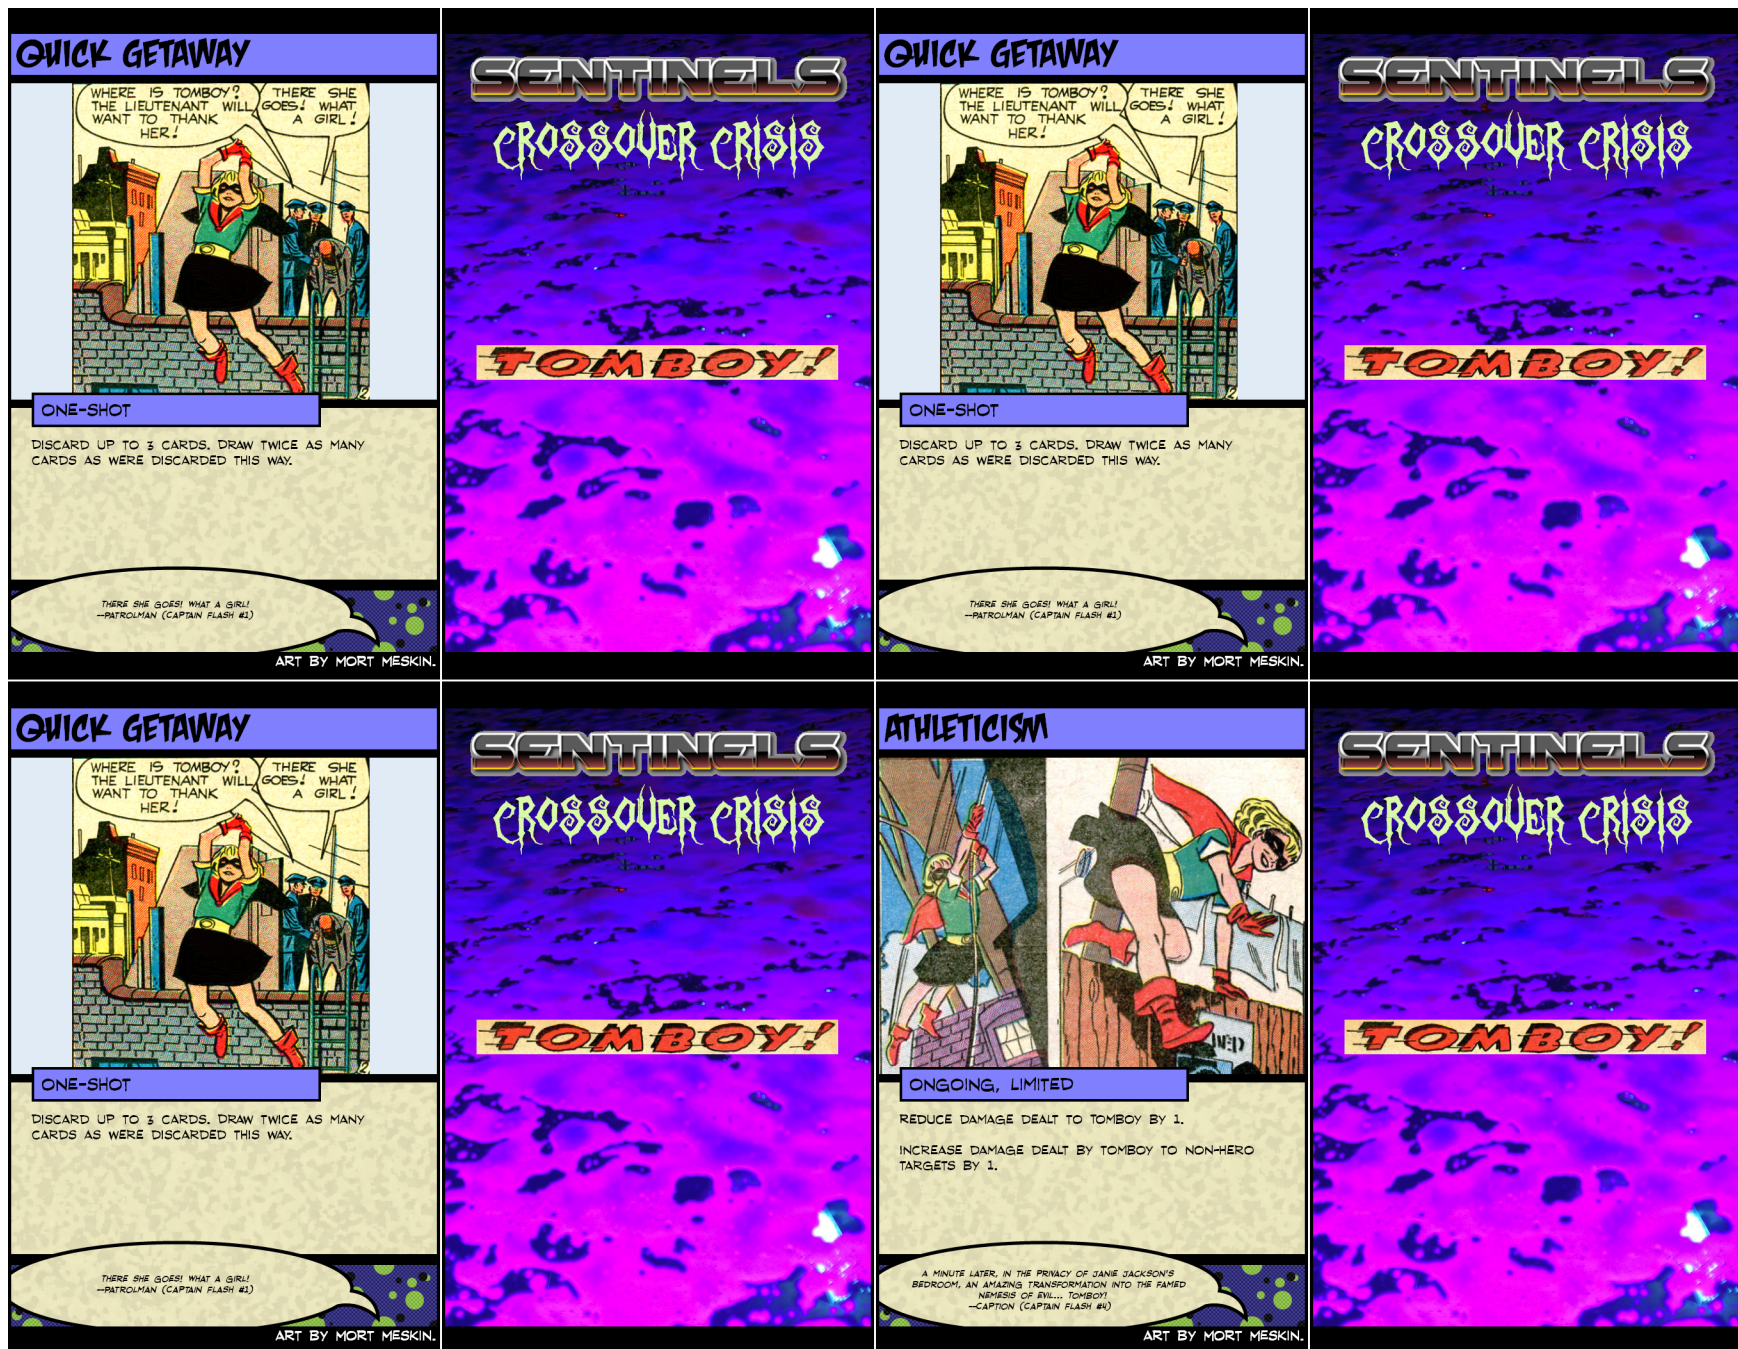 QUICK GETAWAY
WHERE IS TOMBOY?
THE LIEUTENANT WILL
WANT TO THANK
HER!
THERE SHE
GOES! WHAT
A GIRL!
2
ONE-SHOT
DISCARD UP TO 3 CARDS. DRAW TWICE AS MANY
CARDS AS WERE DISCARDED THIS WAY.
THERE SHE GOES! WHAT A GIRL!
--PATROLMAN (CAPTAIN FLASH #1)
ART BY MORT MESKIN.
SENTINELS
CROSSOVER CRISIS
TOMBOY!
QUICK GETAWAY
WHERE IS TOMBOY?
THE LIEUTENANT WILL
WANT TO THANK
HER!
THERE SHE
GOES! WHAT
A GIRL!
2
ONE-SHOT
DISCARD UP TO 3 CARDS. DRAW TWICE AS MANY
CARDS AS WERE DISCARDED THIS WAY.
THERE SHE GOES! WHAT A GIRL!
--PATROLMAN (CAPTAIN FLASH #1)
ART BY MORT MESKIN.
SENTINELS
CROSSOVER CRISIS
TOMBOY!
QUICK GETAWAY
WHERE IS TOMBOY?
THE LIEUTENANT WILL
WANT TO THANK
HER!
THERE SHE
GOES! WHAT
A GIRL!
2
ONE-SHOT
DISCARD UP TO 3 CARDS. DRAW TWICE AS MANY
CARDS AS WERE DISCARDED THIS WAY.
THERE SHE GOES! WHAT A GIRL!
--PATROLMAN (CAPTAIN FLASH #1)
ART BY MORT MESKIN.
SENTINELS
CROSSOVER CRISIS
TOMBOY!
ATHLETICISM
ONGOING, LIMITED
REDUCE DAMAGE DEALT TO TOMBOY BY 1.
INCREASE DAMAGE DEALT BY TOMBOY TO NON-HERO
TARGETS BY 1.
A MINUTE LATER, IN THE PRIVACY OF JANIE JACKSON'S
BEDROOM, AN AMAZING TRANSFORMATION INTO THE FAMED
NEMESIS OF EVIL... TOMBOY!
--CAPTION (CAPTAIN FLASH #4)
ART BY MORT MESKIN.
SENTINELS
CROSSOVER CRISIS
TOMBOY!